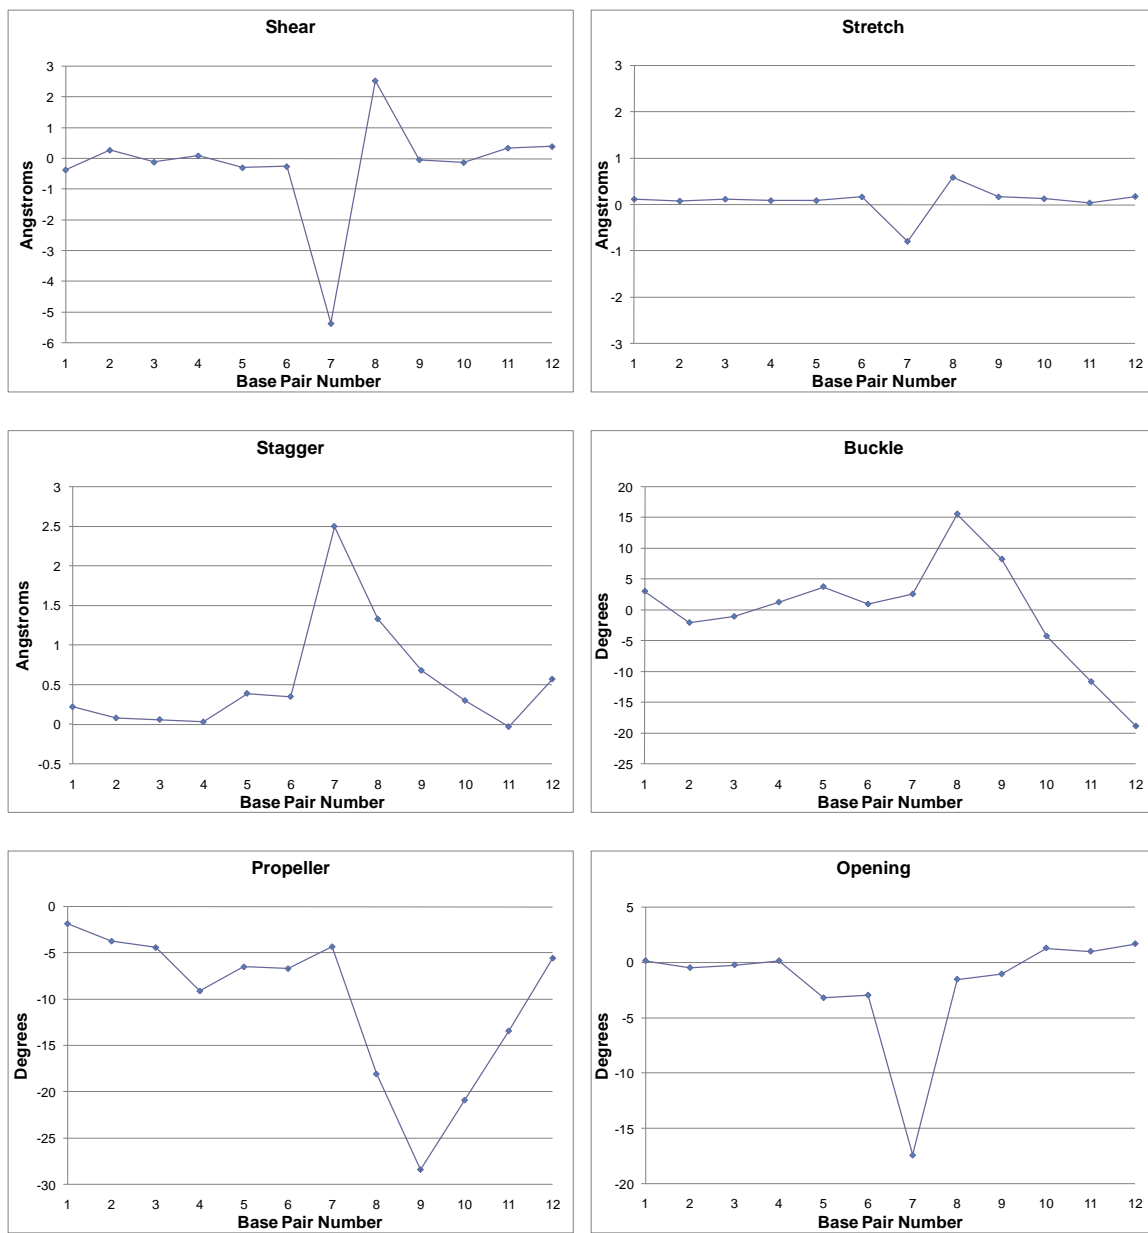 Shear
3
2
1
0
-1
-2
-3
-4
-5
-6
Angstroms
1 2 3 4 5 6 7 8 9 10 11 12
Base Pair Number
Stretch
3
2
1
0
-1
-2
-3
Angstroms
1 2 3 4 5 6 7 8 9 10 11 12
Base Pair Number
Stagger
3
2.5
2
1.5
1
0.5
0
-0.5
Angstroms
1 2 3 4 5 6 7 8 9 10 11 12
Base Pair Number
Buckle
20
15
10
5
0
-5
-10
-15
-20
-25
Degrees
1 2 3 4 5 6 7 8 9 10 11 12
Base Pair Number
Propeller
0
-5
-10
-15
-20
-25
-30
Degrees
1 2 3 4 5 6 7 8 9 10 11 12
Base Pair Number
Opening
5
0
-5
-10
-15
-20
Degrees
1 2 3 4 5 6 7 8 9 10 11 12
Base Pair Number